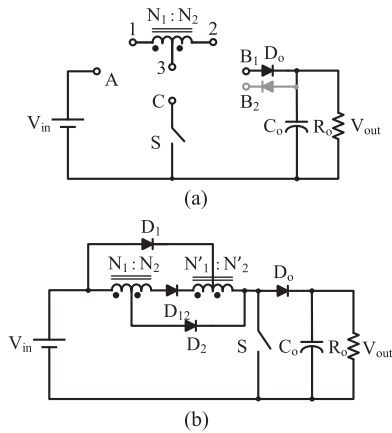 N₁ : N₂
1 2
3
A
B₁ Dₒ
B₂
C
Vᵢₙ
S
Cₒ Rₒ Vₒᵤₜ
(a)
D₁
N₁ : N₂ N'₁ : N'₂
Dₒ
D₁₂
D₂
Vᵢₙ
S Cₒ Rₒ Vₒᵤₜ
(b)